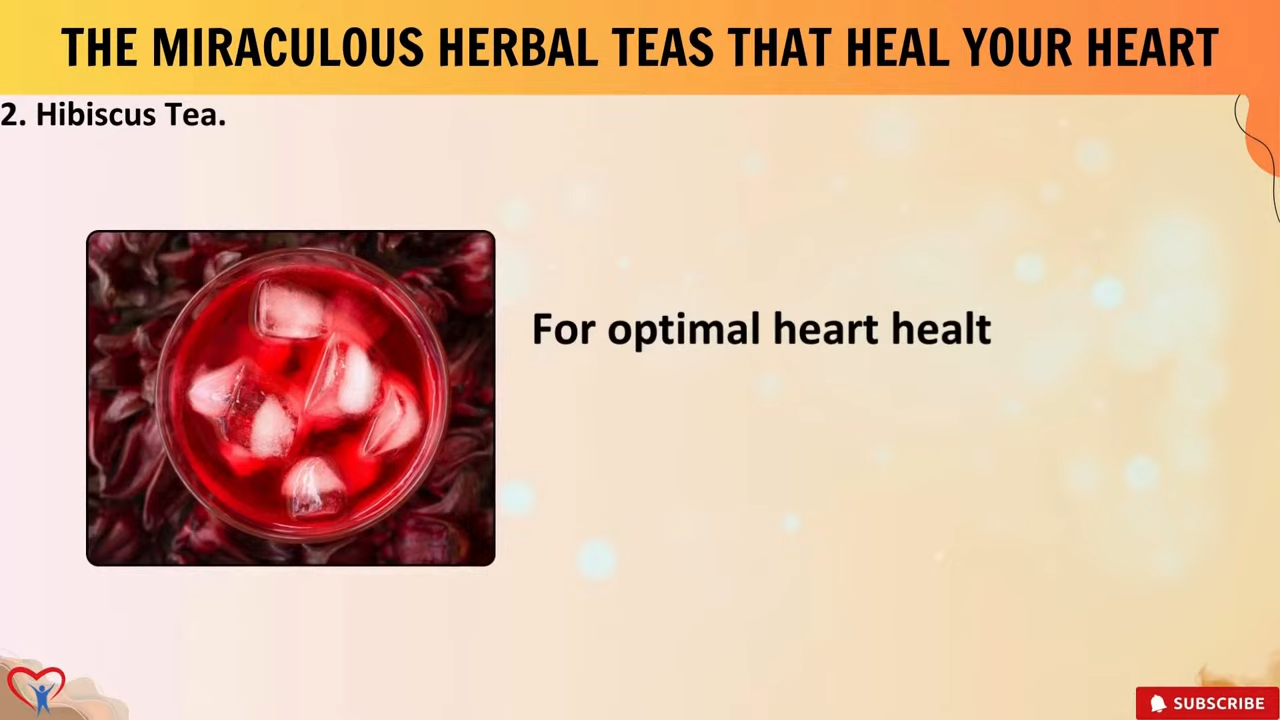 THE MIRACULOUS HERBAL TEAS THAT HEAL YOUR HEART
2. Hibiscus Tea.
For optimal heart healt
SUBSCRIBE